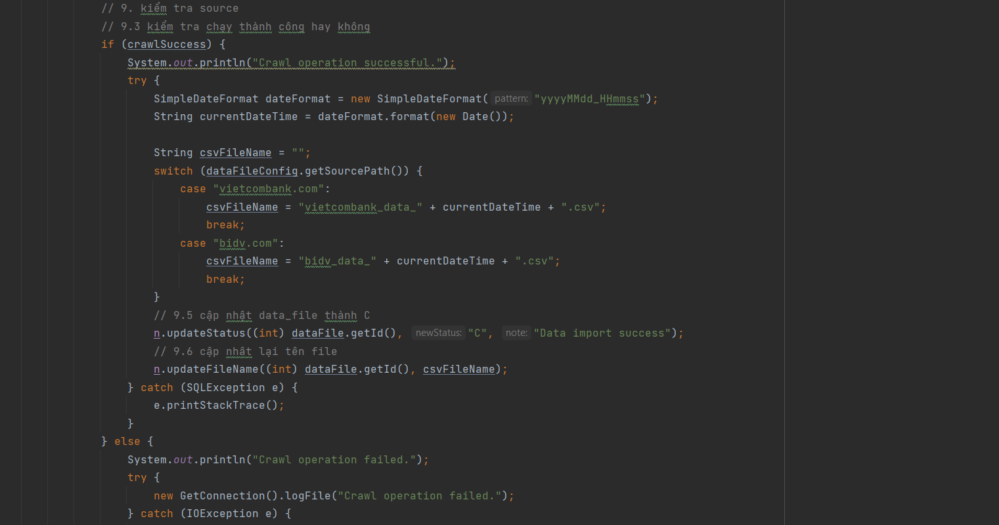 // 9. kiểm tra source
// 9.3 kiểm tra chạy thành công hay không
if (crawlSuccess) {
System.out.println("Crawl operation successful.");
try {
SimpleDateFormat dateFormat = new SimpleDateFormat( pattern: "yyyyMMdd_HHmmss");
String currentDateTime = dateFormat.format(new Date());
String csvFileName = "";
switch (dataFileConfig.getSourcePath()) {
case "vietcombank.com":
csvFileName = "vietcombank_data_" + currentDateTime + ".csv";
break;
case "bidv.com":
csvFileName = "bidv_data_" + currentDateTime + ".csv";
break;
}
// 9.5 cập nhật data_file thành C
n.updateStatus((int) dataFile.getId(), newStatus: "C", note: "Data import success");
// 9.6 cập nhât lại tên file
n.updateFileName((int) dataFile.getId(), csvFileName);
} catch (SQLException e) {
e.printStackTrace();
}
} else {
System.out.println("Crawl operation failed.");
try {
new GetConnection().logFile("Crawl operation failed.");
} catch (IOException e) {